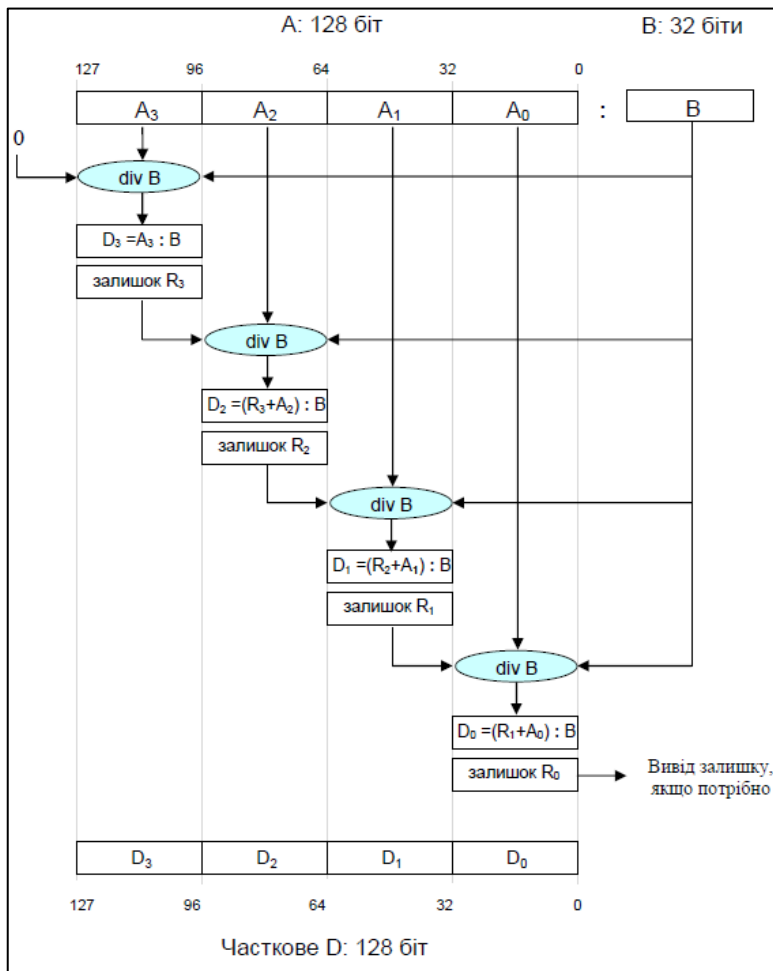 A: 128 біт B: 32 біти
127 96 64 32 0
A₃ A₂ A₁ A₀ : B
0
div B
D₃ =A₃ : B
залишок R₃
div B
D₂ =(R₃+A₂) : B
залишок R₂
div B
D₁ =(R₂+A₁) : B
залишок R₁
div B
D₀ =(R₁+A₀) : B
залишок R₀
Вивід залишку,
якщо потрібно
D₃ D₂ D₁ D₀
127 96 64 32 0
Часткове D: 128 біт